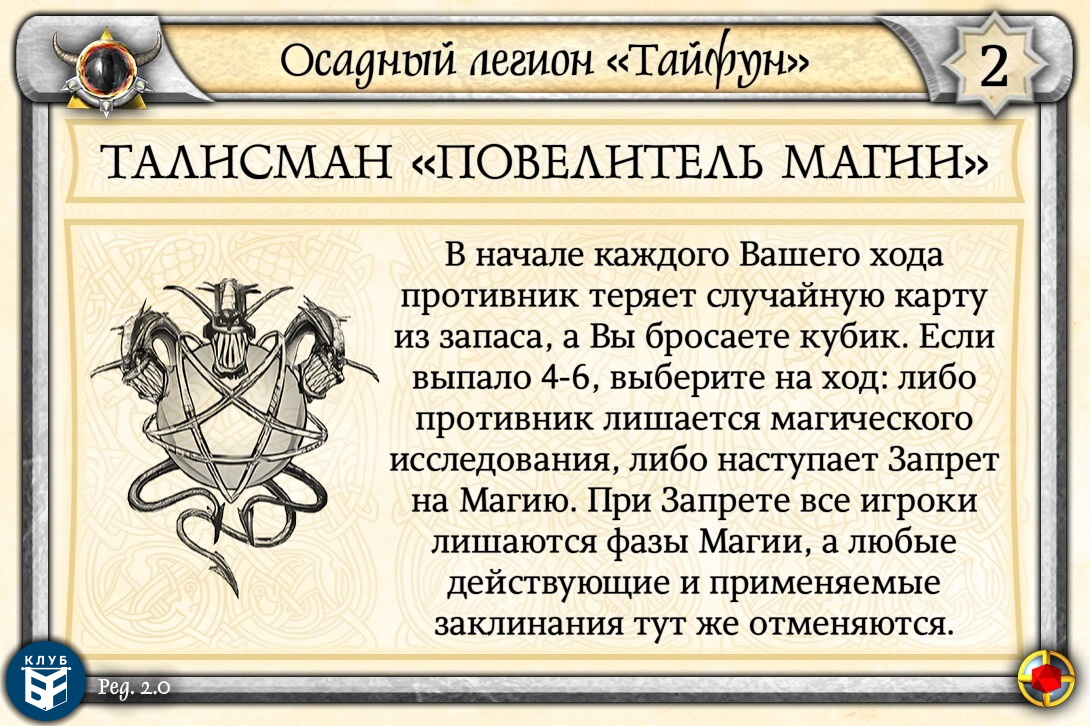 Осадный легион «Тайфун»
2
ТАЛИСМАН «ПОВЕЛИТЕЛЬ МАГИИ»
В начале каждого Вашего хода
противник теряет случайную карту
из запаса, а Вы бросаете кубик. Если
выпало 4-6, выберите на ход: либо
противник лишается магического
исследования, либо наступает Запрет
на Магию. При Запрете все игроки
лишаются фазы Магии, а любые
действующие и применяемые
заклинания тут же отменяются.
КЛУБ
БГ
Ред. 2.0